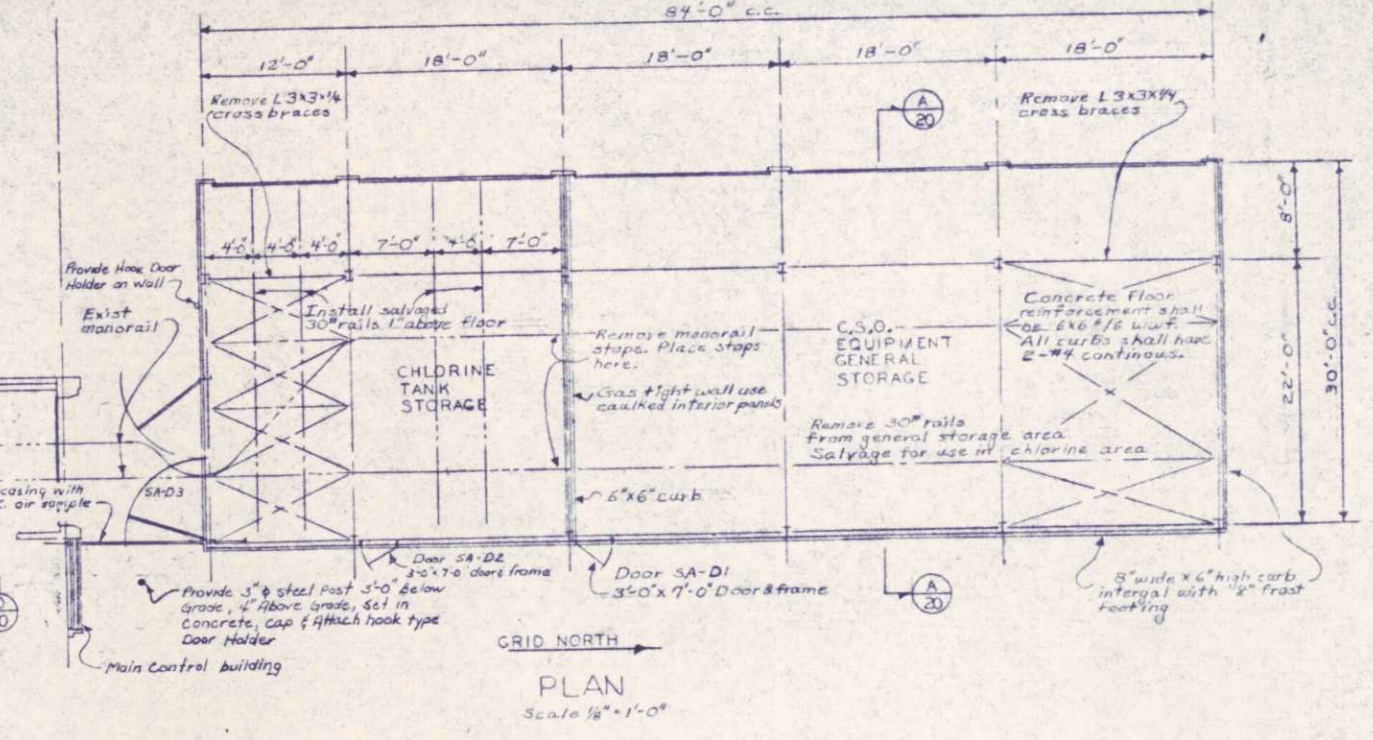 84'-0" c.c.
12'-0"
18'-0"
18'-0"
18'-0"
18'-0"
Remove L 3x3x1/4
cross braces
A
20
Remove L 3x3x1/4
cross braces
8'-0"
22'-0"
30'-0" c.c.
4'-0"
4'-0"
4'-0"
7'-0"
4'-0"
7'-0"
Provide Hook Door
Holder on wall
Exist
monorail
Install salvaged
30# rails 1" above floor
CHLORINE
TANK
STORAGE
Remove monorail
stops. Place stops
here.
Gas tight wall use
caulked interior panels
C.S.O.
EQUIPMENT
GENERAL
STORAGE
Concrete floor
reinforcement shall
be 6x6 #/6 w.w.f.
All curbs shall have
2-#4 continous.
Remove 30# rails
from general storage area
Salvage for use in chlorine area
casing with
air sample
SA-D3
6"x6" curb
Door SA-D2
3'-0" x 7'-0" door & frame
Door SA-D1
3'-0" x 7'-0" Door & frame
A
20
8" wide x 6" high curb
intergal with 8" frost
footing
Provide 3" ϕ steel Post 3'-0" below
Grade, 4" Above Grade, Set in
Concrete, Cap & Attach hook type
Door Holder
Main Control building
GRID NORTH
PLAN
Scale 1/8" = 1'-0"